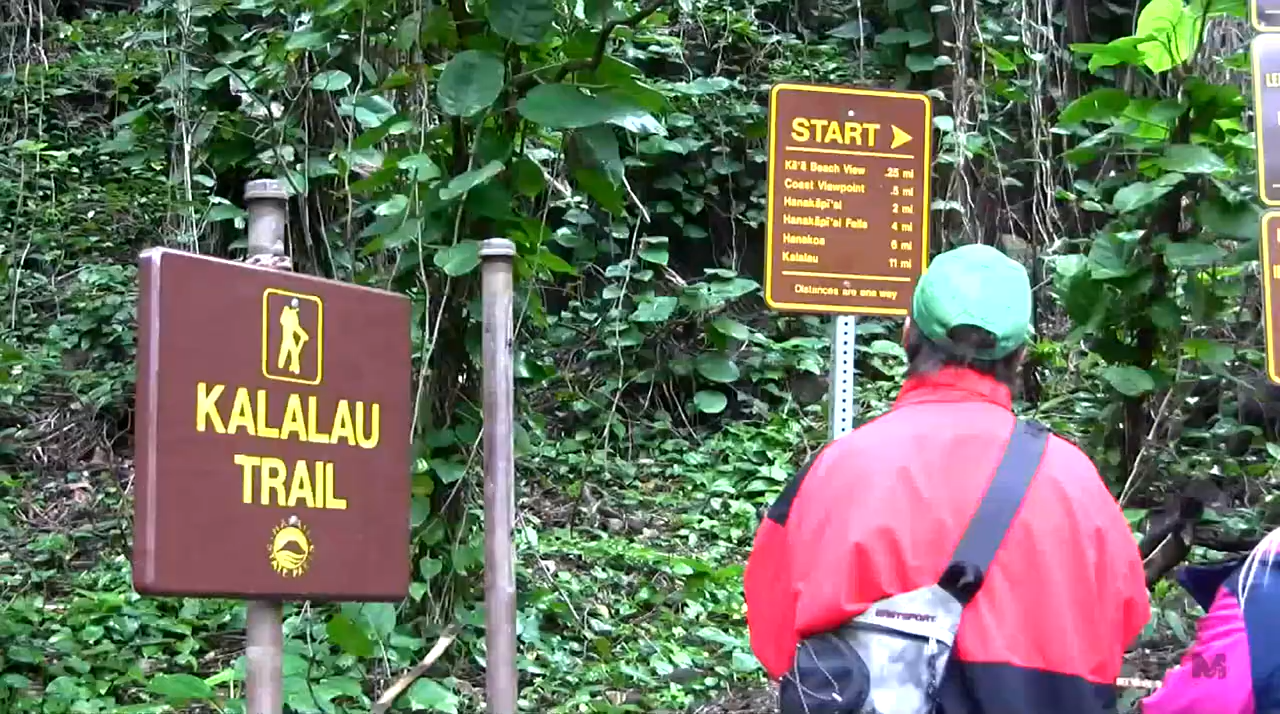 KALALAU
TRAIL
START
Kē'ē Beach View .25 mi
Coast Viewpoint .5 mi
Hanakāpī'ai 2 mi
Hanakāpī'ai Falls 4 mi
Hanakoa 6 mi
Kalalau 11 mi
Distances are one way